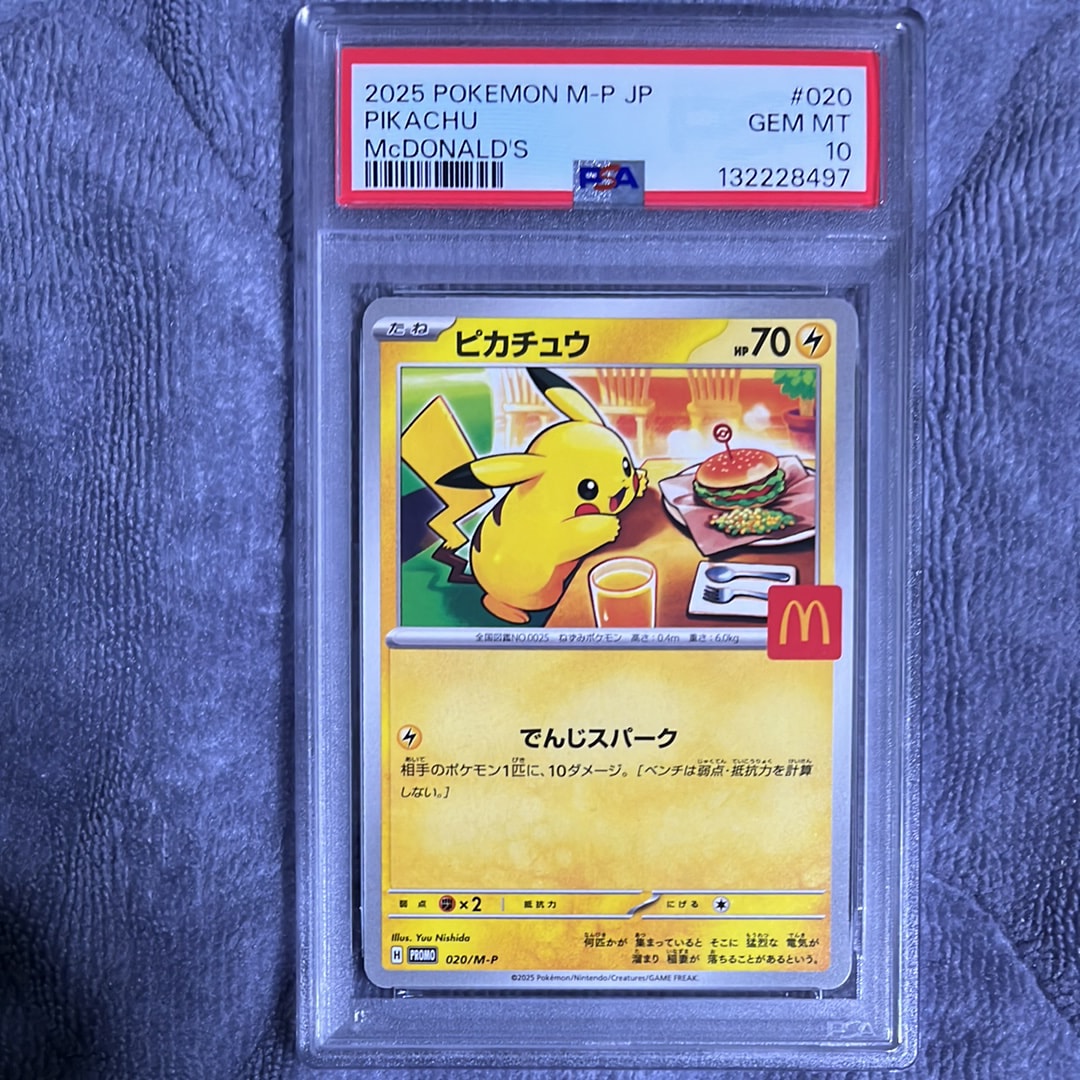 2025 POKEMON M-P JP #020
PIKACHU GEM MT
McDONALD'S 10
PSA 132228497
たね ピカチュウ HP70
全国図鑑NO.0025 ねずみポケモン 高さ:0.4m 重さ:6.0kg
でんじスパーク
相手のポケモン1匹に、10ダメージ。[ベンチは弱点・抵抗力を計算
しない。]
弱点 ×2 抵抗力 にげる
Illus. Yuu Nishida
何匹かが 集まっていると そこに 猛烈な 電気が
溜まり 稲妻が 落ちることがあるという。
H PROMO 020/M-P
©2025 Pokémon/Nintendo/Creatures/GAME FREAK.
PSA